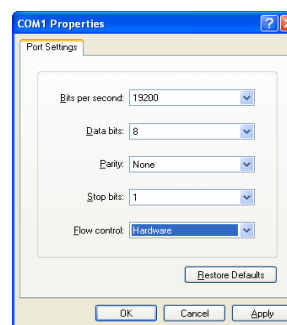 COM1 Properties
Port Settings
Bits per second: 19200
Data bits: 8
Parity: None
Stop bits: 1
Flow control: Hardware
Restore Defaults
OK Cancel Apply